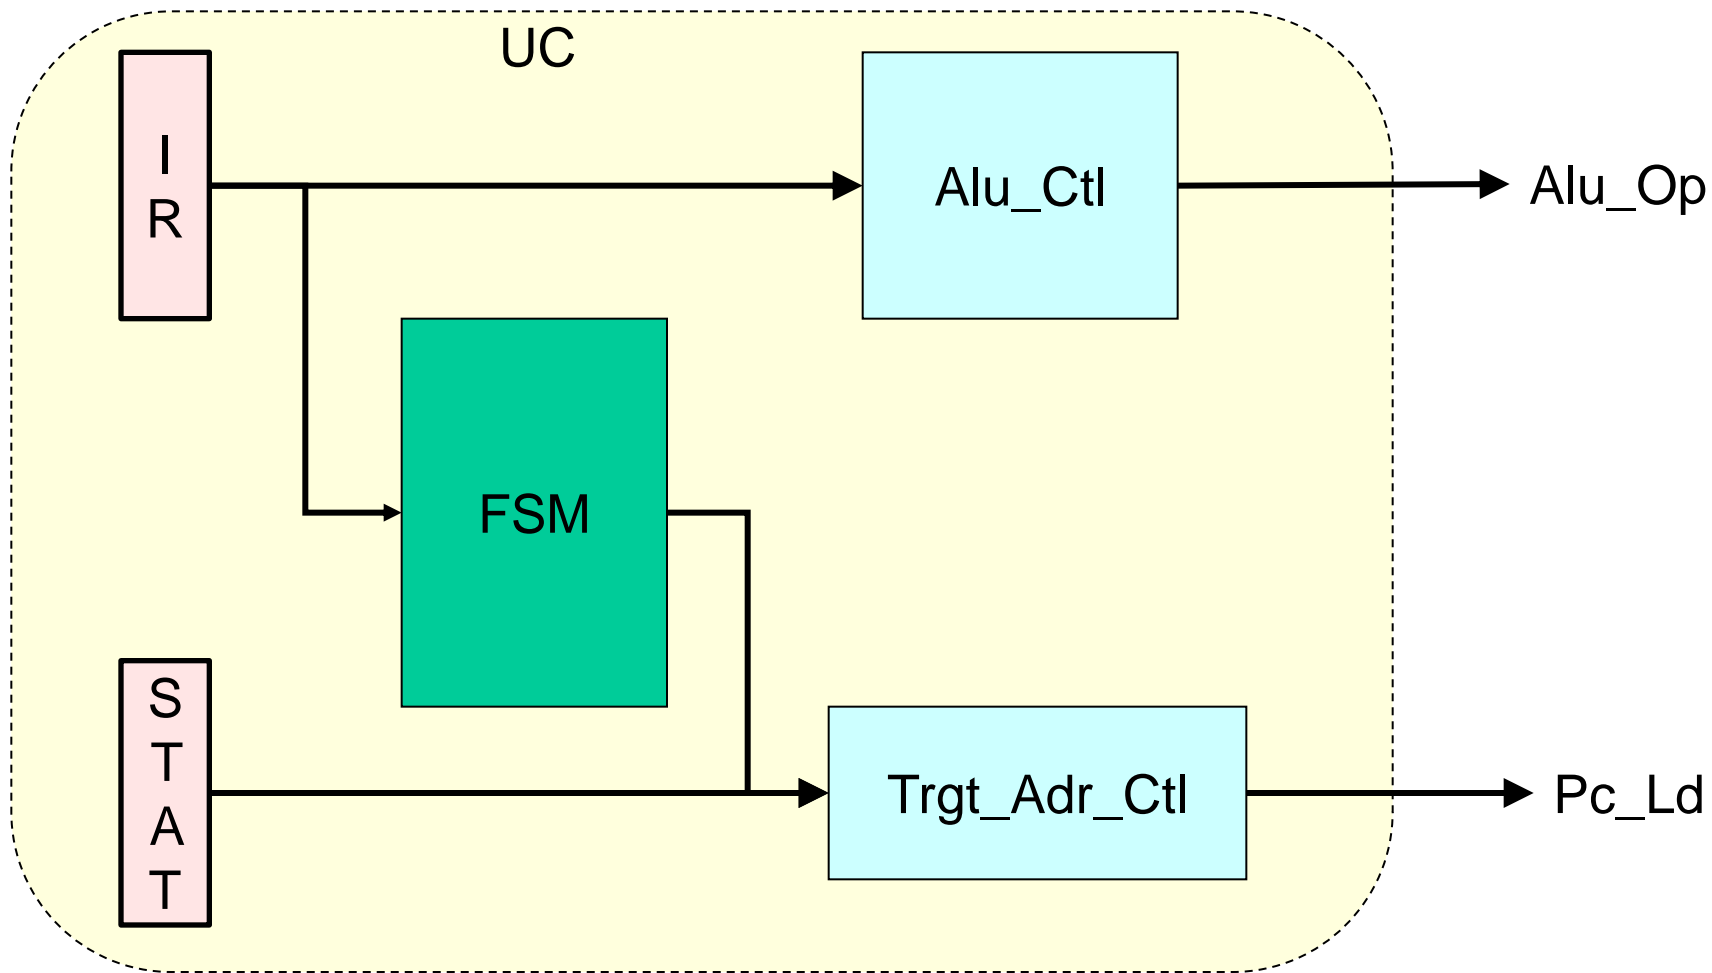 UC
I
R
Alu_Ctl
Alu_Op
FSM
S
T
A
T
Trgt_Adr_Ctl
Pc_Ld